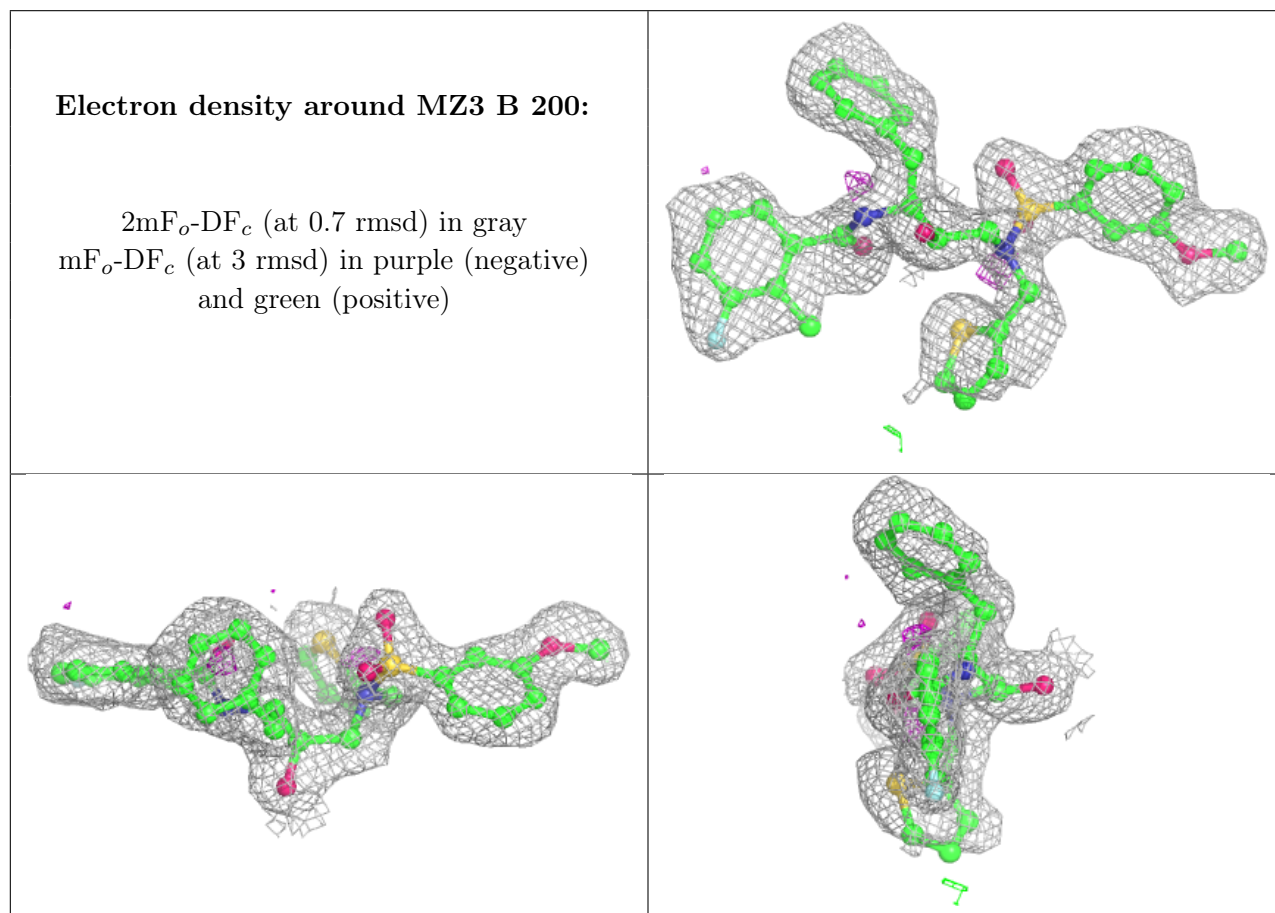 Electron density around MZ3 B 200:
2mFo-DFc (at 0.7 rmsd) in gray
mFo-DFc (at 3 rmsd) in purple (negative)
and green (positive)